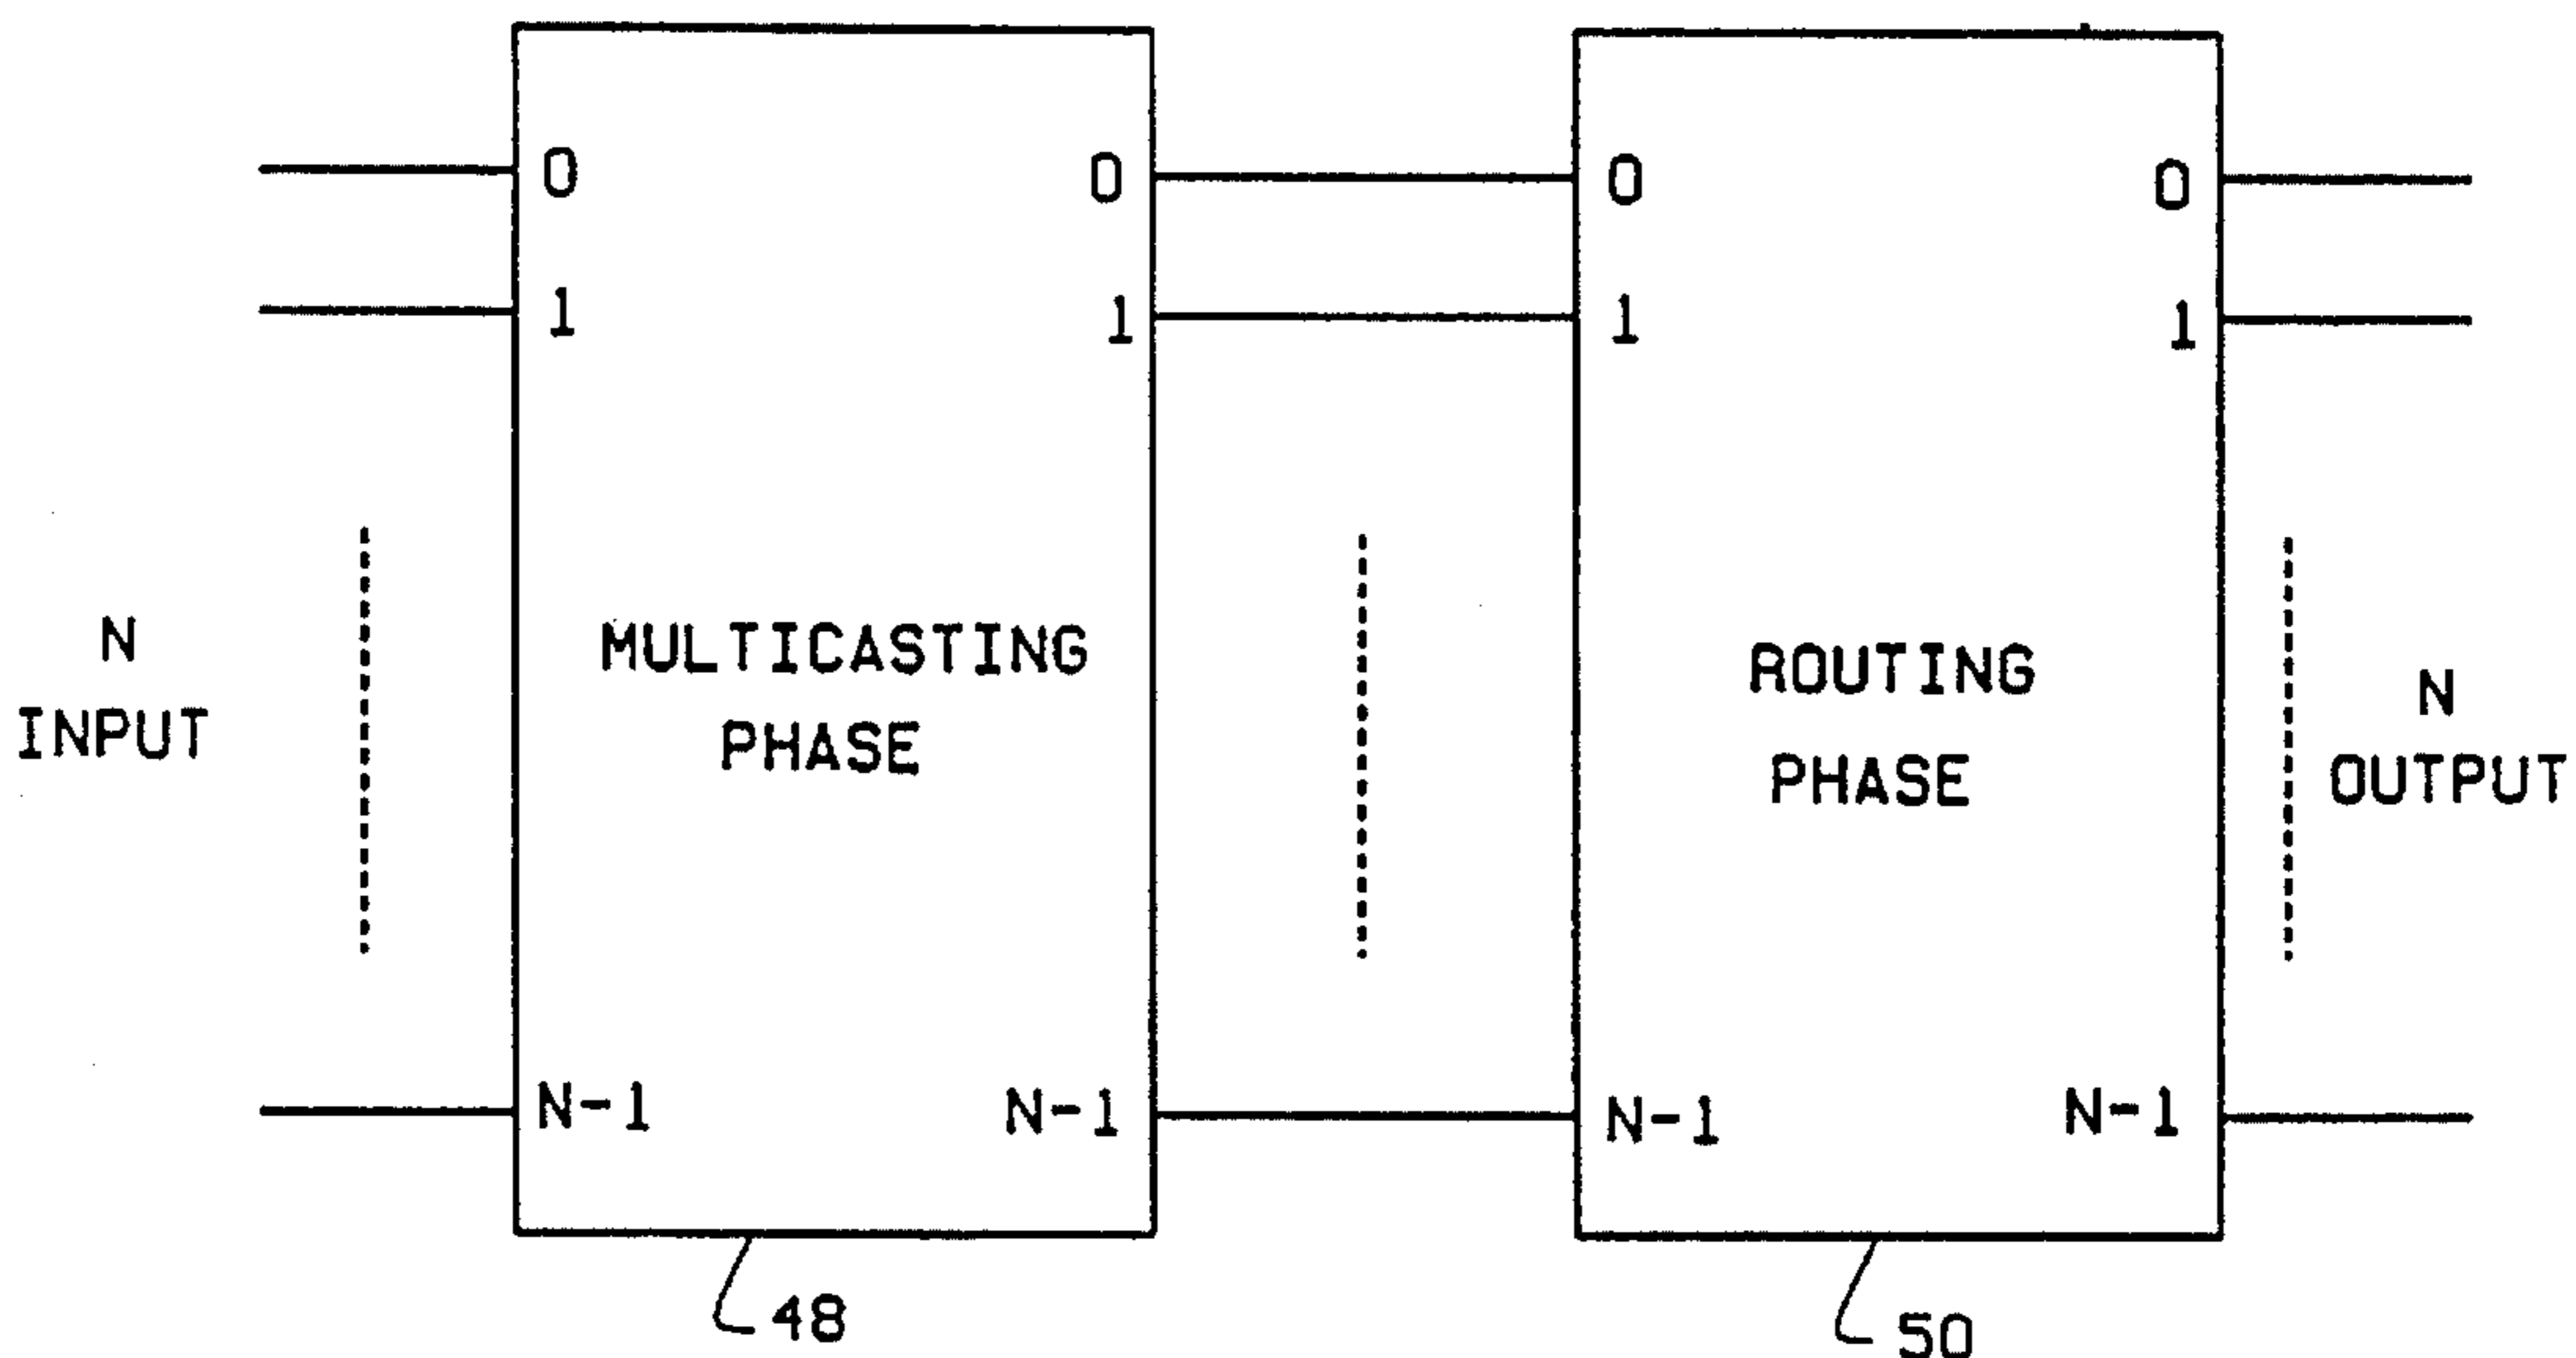 0
0
0
0
1
1
1
1
N
INPUT
MULTICASTING
PHASE
ROUTING
PHASE
N
OUTPUT
N-1
N-1
N-1
N-1
48
50